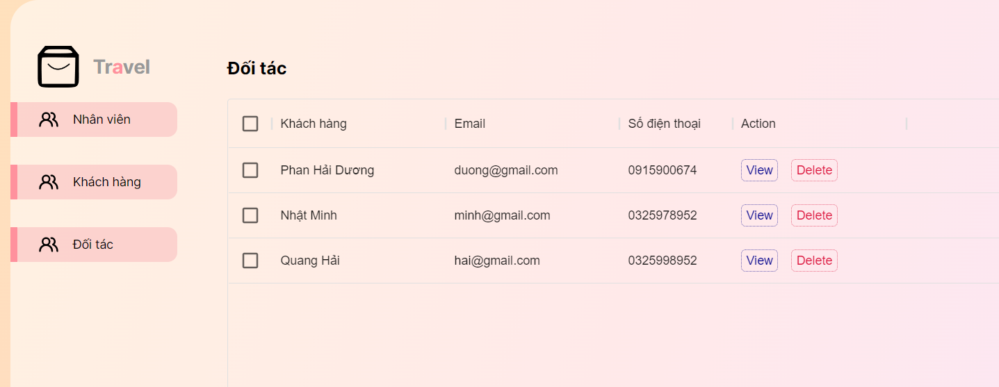 Travel
Nhân viên
Khách hàng
Đối tác
Đối tác
Khách hàng Email Số điện thoại Action
Phan Hải Dương duong@gmail.com 0915900674 View Delete
Nhật Minh minh@gmail.com 0325978952 View Delete
Quang Hải hai@gmail.com 0325998952 View Delete